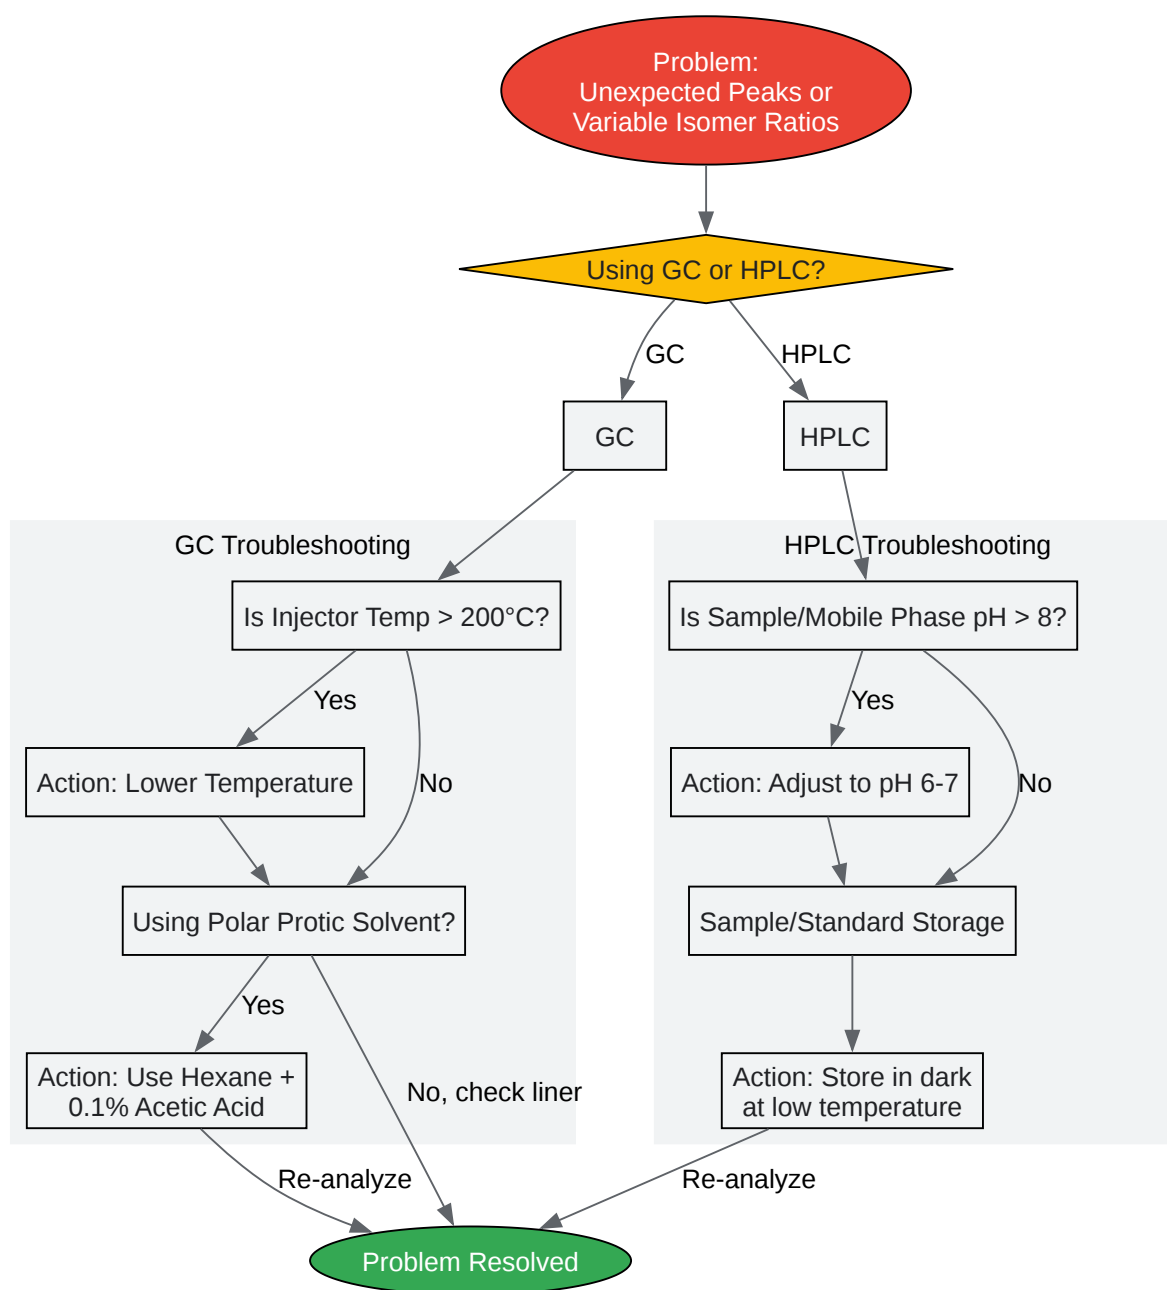 Problem:
Unexpected Peaks or
Variable Isomer Ratios
Using GC or HPLC?
GC
HPLC
GC
HPLC
GC Troubleshooting
HPLC Troubleshooting
Is Injector Temp > 200°C?
Is Sample/Mobile Phase pH > 8?
Yes
Yes
Action: Lower Temperature
No
Action: Adjust to pH 6-7
No
Using Polar Protic Solvent?
Sample/Standard Storage
Yes
Action: Use Hexane +
0.1% Acetic Acid
No, check liner
Action: Store in dark
at low temperature
Re-analyze
Re-analyze
Problem Resolved